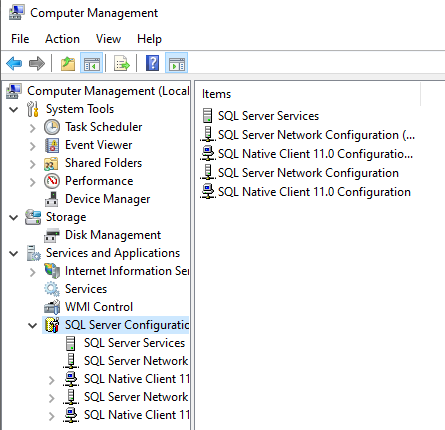 Computer Management
File Action View Help
Computer Management (Local
System Tools
Task Scheduler
Event Viewer
Shared Folders
Performance
Device Manager
Storage
Disk Management
Services and Applications
Internet Information Ser
Services
WMI Control
SQL Server Configuratio
SQL Server Services
SQL Server Network
SQL Native Client 11
SQL Server Network
SQL Native Client 11
Items
SQL Server Services
SQL Server Network Configuration (...
SQL Native Client 11.0 Configuratio...
SQL Server Network Configuration
SQL Native Client 11.0 Configuration